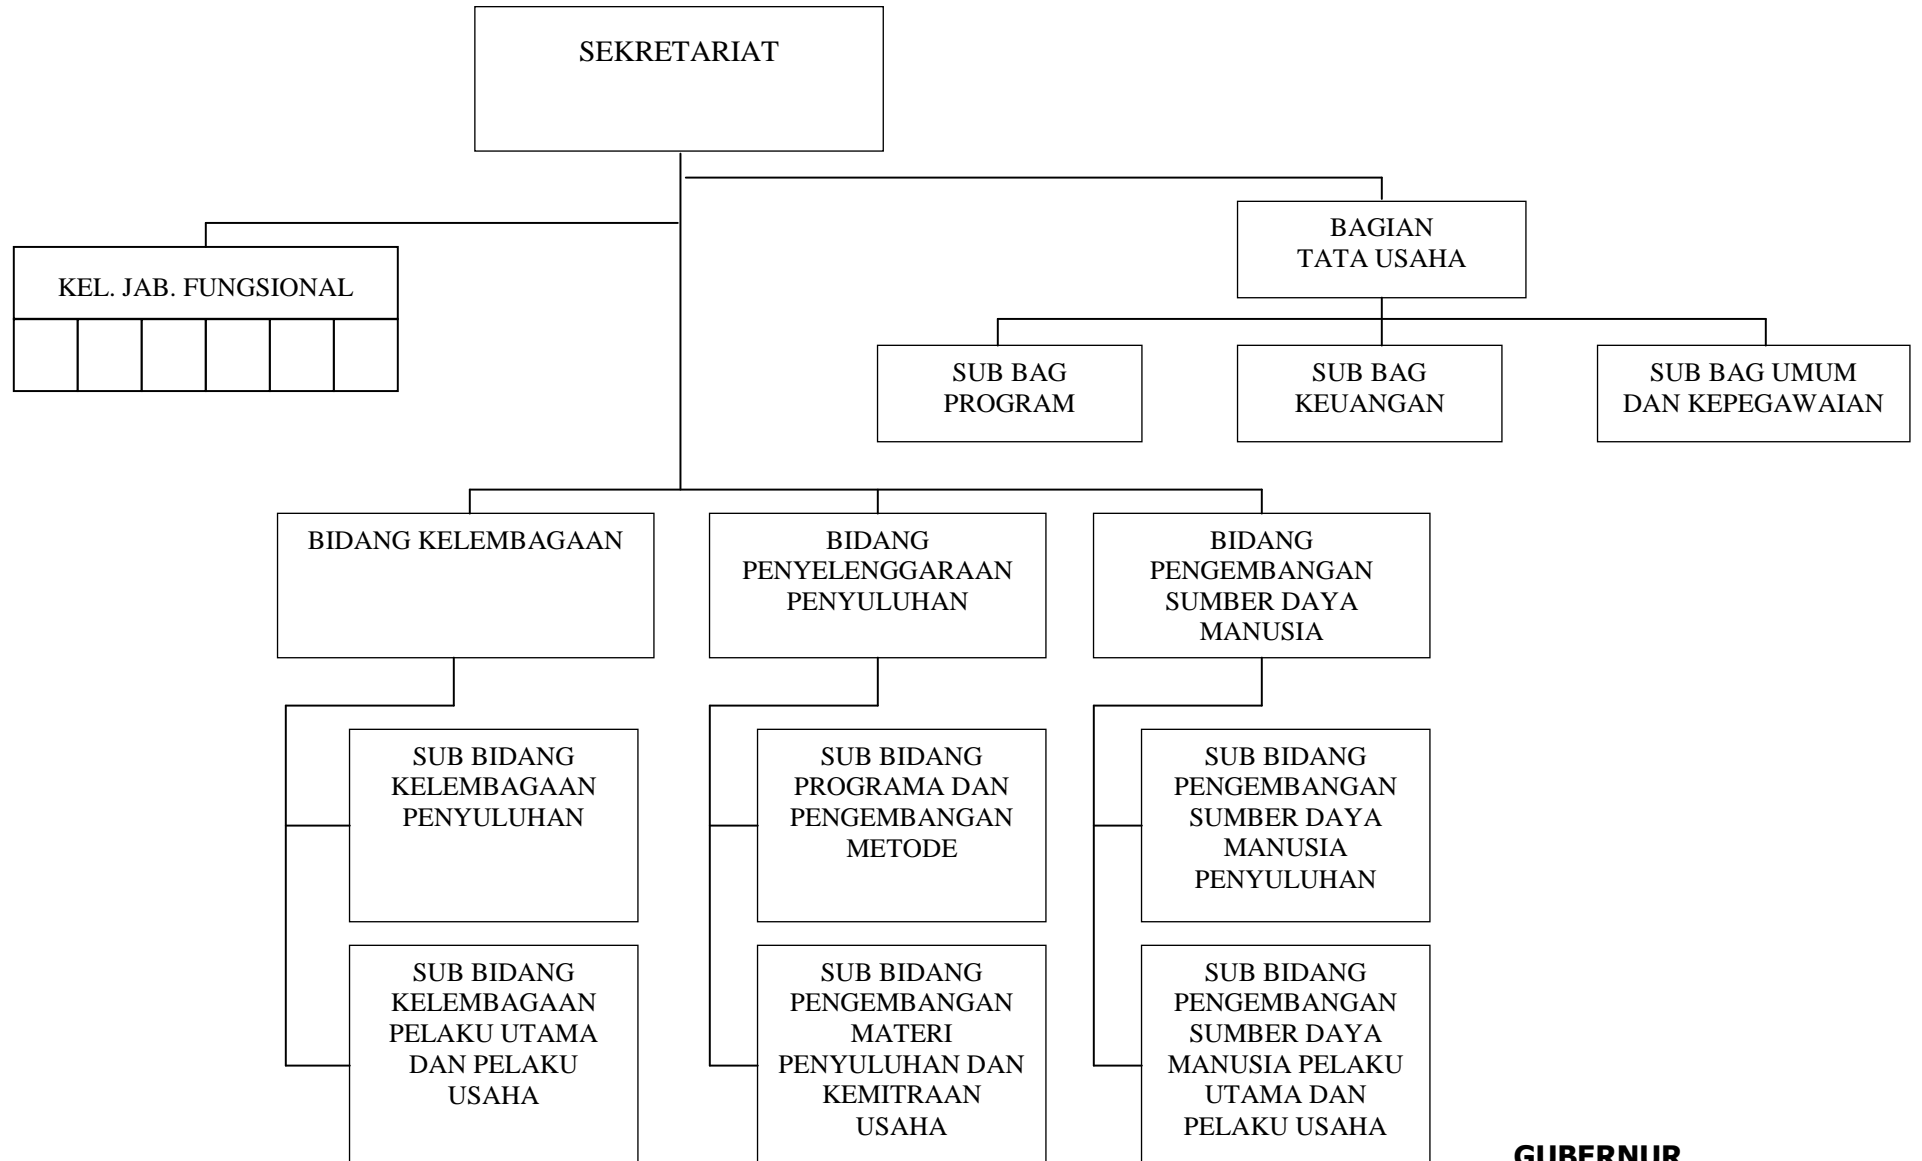 SEKRETARIAT
BAGIAN
TATA USAHA
KEL. JAB. FUNGSIONAL
SUB BAG
PROGRAM
SUB BAG
KEUANGAN
SUB BAG UMUM
DAN KEPEGAWAIAN
BIDANG KELEMBAGAAN
BIDANG
PENYELENGGARAAN
PENYULUHAN
BIDANG
PENGEMBANGAN
SUMBER DAYA
MANUSIA
SUB BIDANG
KELEMBAGAAN
PENYULUHAN
SUB BIDANG
PROGRAMA DAN
PENGEMBANGAN
METODE
SUB BIDANG
PENGEMBANGAN
SUMBER DAYA
MANUSIA
PENYULUHAN
SUB BIDANG
KELEMBAGAAN
PELAKU UTAMA
DAN PELAKU
USAHA
SUB BIDANG
PENGEMBANGAN
MATERI
PENYULUHAN DAN
KEMITRAAN
USAHA
SUB BIDANG
PENGEMBANGAN
SUMBER DAYA
MANUSIA PELAKU
UTAMA DAN
PELAKU USAHA
GUBERNUR